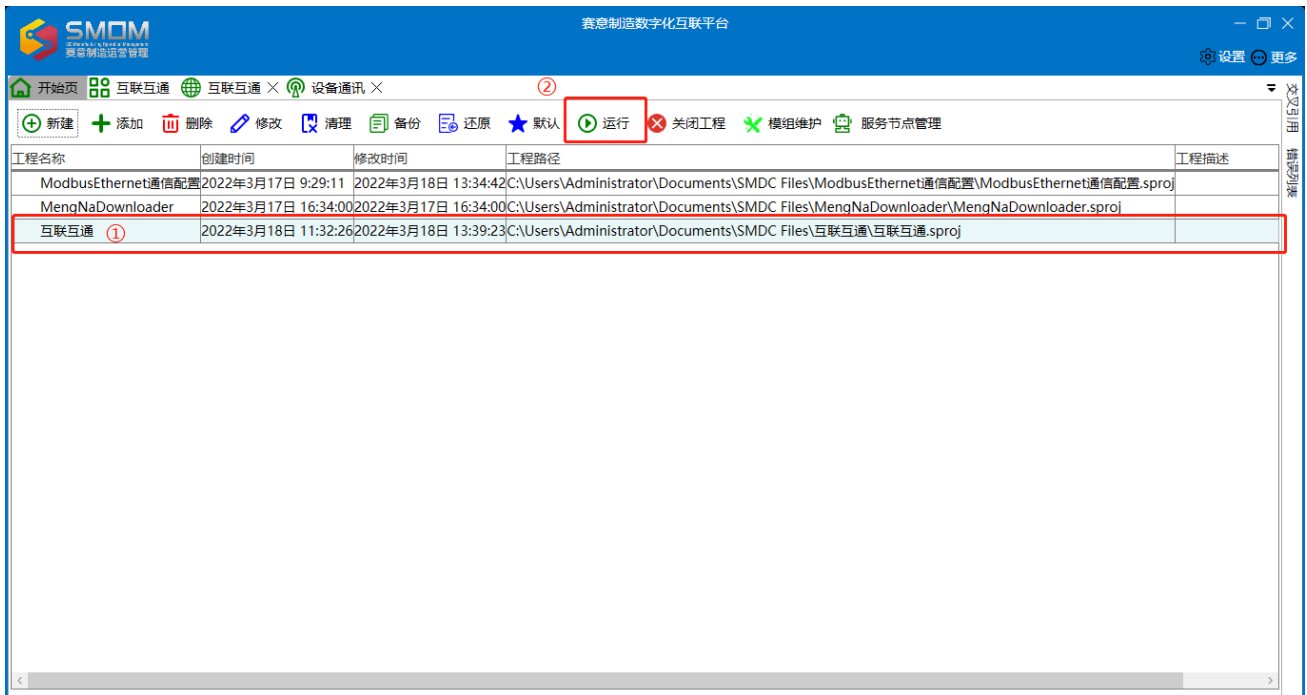 赛意制造数字化互联平台
SMOM
赛意制造运营管理
设置 更多
开始页 互联互通 互联互通 设备通讯 ②
新建 添加 删除 修改 清理 备份 还原 默认 运行 关闭工程 模组维护 服务节点管理
交叉引用
错误列表
工程名称 创建时间 修改时间 工程路径 工程描述
ModbusEthernet通信配置 2022年3月17日 9:29:11 2022年3月18日 13:34:42 C:\Users\Administrator\Documents\SMDC Files\ModbusEthernet通信配置\ModbusEthernet通信配置.sproj
MengNaDownloader 2022年3月17日 16:34:00 2022年3月17日 16:34:00 C:\Users\Administrator\Documents\SMDC Files\MengNaDownloader\MengNaDownloader.sproj
互联互通 ① 2022年3月18日 11:32:26 2022年3月18日 13:39:23 C:\Users\Administrator\Documents\SMDC Files\互联互通\互联互通.sproj